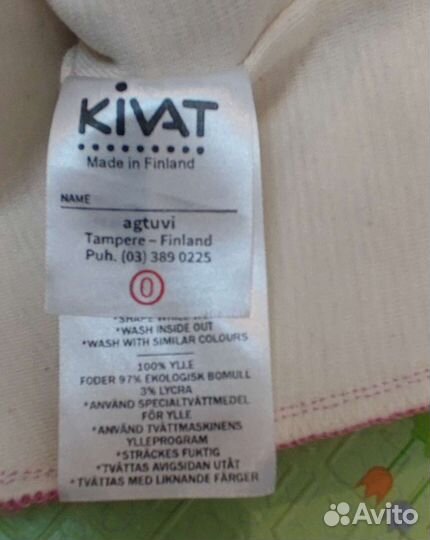 KiVAT
Made in Finland
NAME
agtuvi
Tampere – Finland
Puh. (03) 389 0225
0
*SHAPE WHILE
*WASH INSIDE OUT
*WASH WITH SIMILAR COLOURS
100% YLLE
FODER 97% EKOLOGISK BOMULL
3% LYCRA
*ANVÄND SPECIALTVÄTTMEDEL
FÖR YLLE
*ANVÄND TVÄTTMASKINENS
YLLEPROGRAM
*STRÄCKES FUKTIG
*TVÄTTAS AVIGSIDAN UTÅT
*TVÄTTAS MED LIKNANDE FÄRGER
Avito